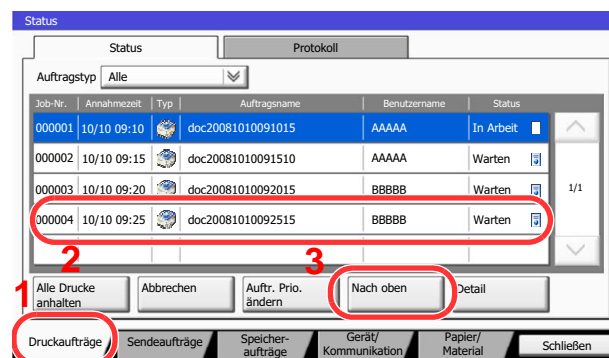 Status
Status Protokoll
Auftragstyp Alle
Job-Nr. Annahmezeit Typ Auftragsname Benutzername Status
000001 10/10 09:10 doc20081010091015 AAAAA In Arbeit
000002 10/10 09:15 doc20081010091510 AAAAA Warten
000003 10/10 09:20 doc20081010092015 BBBBB Warten
1/1
000004 10/10 09:25 doc20081010092515 BBBBB Warten
2 3
1
Alle Drucke
anhalten
Abbrechen
Auftr. Prio.
ändern
Nach oben
Detail
Druckaufträge
Sendeaufträge
Speicher-
aufträge
Gerät/
Kommunikation
Papier/
Material
Schließen